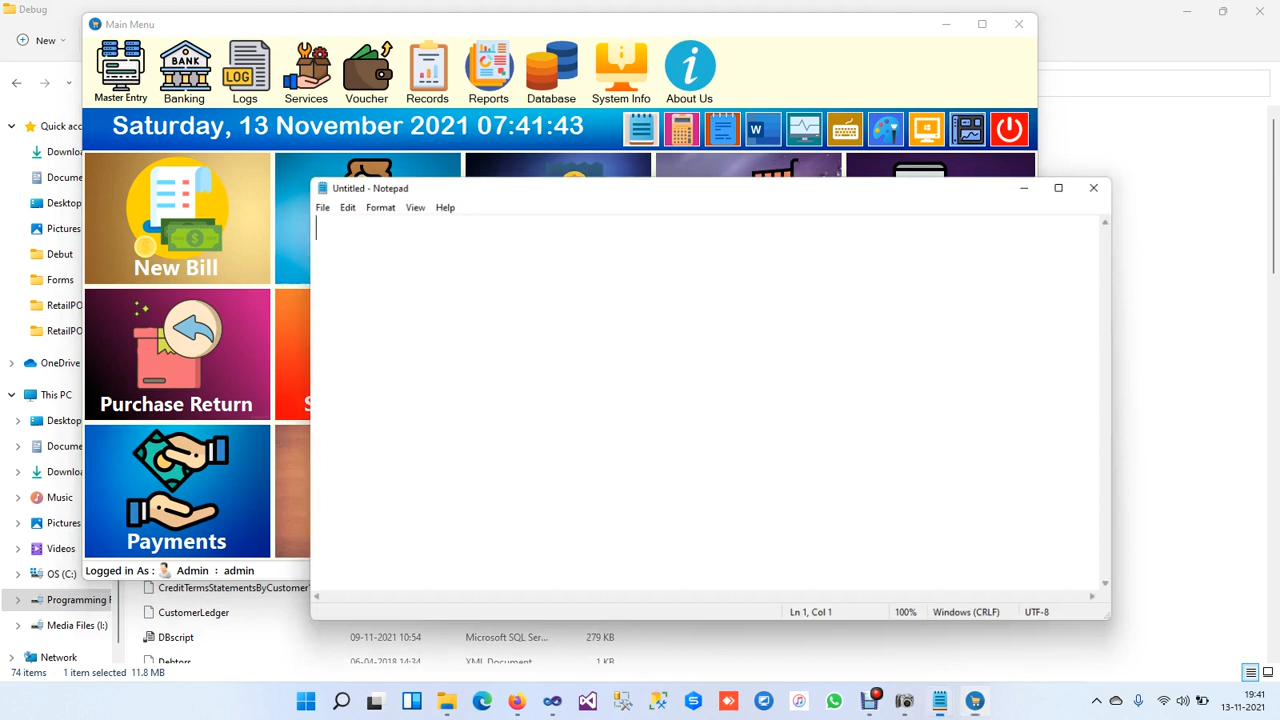 Debug
New
Main Menu
Master Entry
Banking
Logs
Services
Voucher
Records
Reports
Database
System Info
About Us
LOG
BANK
Saturday, 13 November 2021 07:41:43
Untitled - Notepad
File Edit Format View Help
New Bill
Purchase Return
Payments
Logged in As : Admin : admin
Quick acc
Downloa
Docume
Desktop
Pictures
Debut
Forms
RetailPO
RetailPO
OneDrive
This PC
Desktop
Docume
Downloa
Music
Pictures
Videos
OS (C:)
Programming F
Media Files (I:)
Network
CreditTermsStatementsByCustomer
CustomerLedger
DBscript 09-11-2021 10:54 Microsoft SQL Ser... 279 KB
Debtors 06-04-2018 14:34 XML Document 1 KB
Ln 1, Col 1 100% Windows (CRLF) UTF-8
74 items 1 item selected 11.8 MB
19:41
13-11-2021